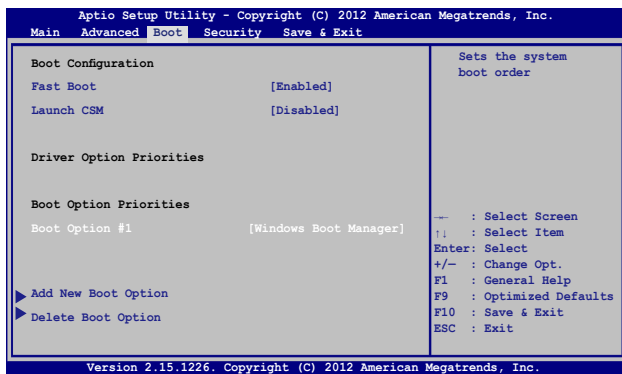 Aptio Setup Utility - Copyright (C) 2012 American Megatrends, Inc.
Main Advanced Boot Security Save & Exit
Boot Configuration
Fast Boot [Enabled]
Launch CSM [Disabled]
Driver Option Priorities
Boot Option Priorities
Boot Option #1 [Windows Boot Manager]
Add New Boot Option
Delete Boot Option
Sets the system
boot order
→← : Select Screen
↑↓ : Select Item
Enter: Select
+/— : Change Opt.
F1 : General Help
F9 : Optimized Defaults
F10 : Save & Exit
ESC : Exit
Version 2.15.1226. Copyright (C) 2012 American Megatrends, Inc.